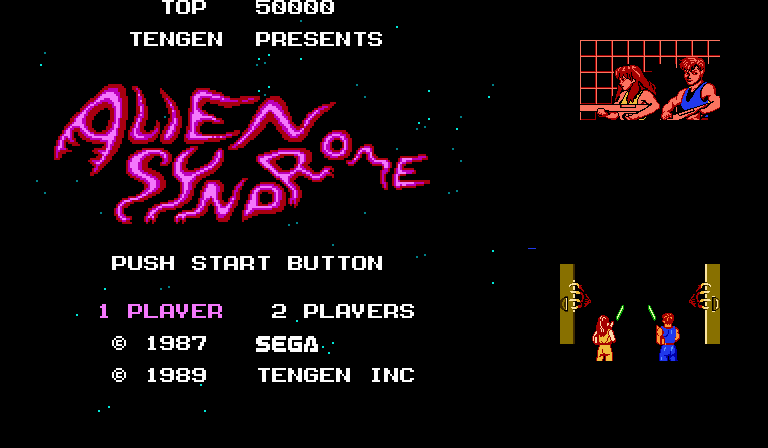 TOP 50000
TENGEN PRESENTS
ALIEN
SYNDROME
PUSH START BUTTON
1 PLAYER 2 PLAYERS
© 1987 SEGA
© 1989 TENGEN INC